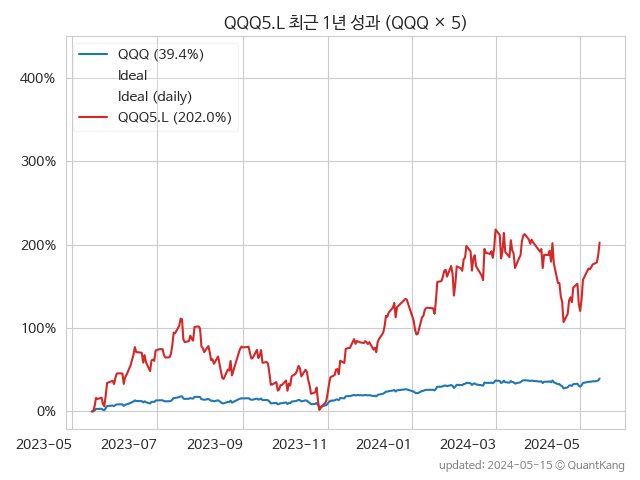 QQQ5.L 최근 1년 성과 (QQQ × 5)
QQQ (39.4%)
Ideal
Ideal (daily)
QQQ5.L (202.0%)
400%
300%
200%
100%
0%
2023-05 2023-07 2023-09 2023-11 2024-01 2024-03 2024-05
updated: 2024-05-15 © QuantKang